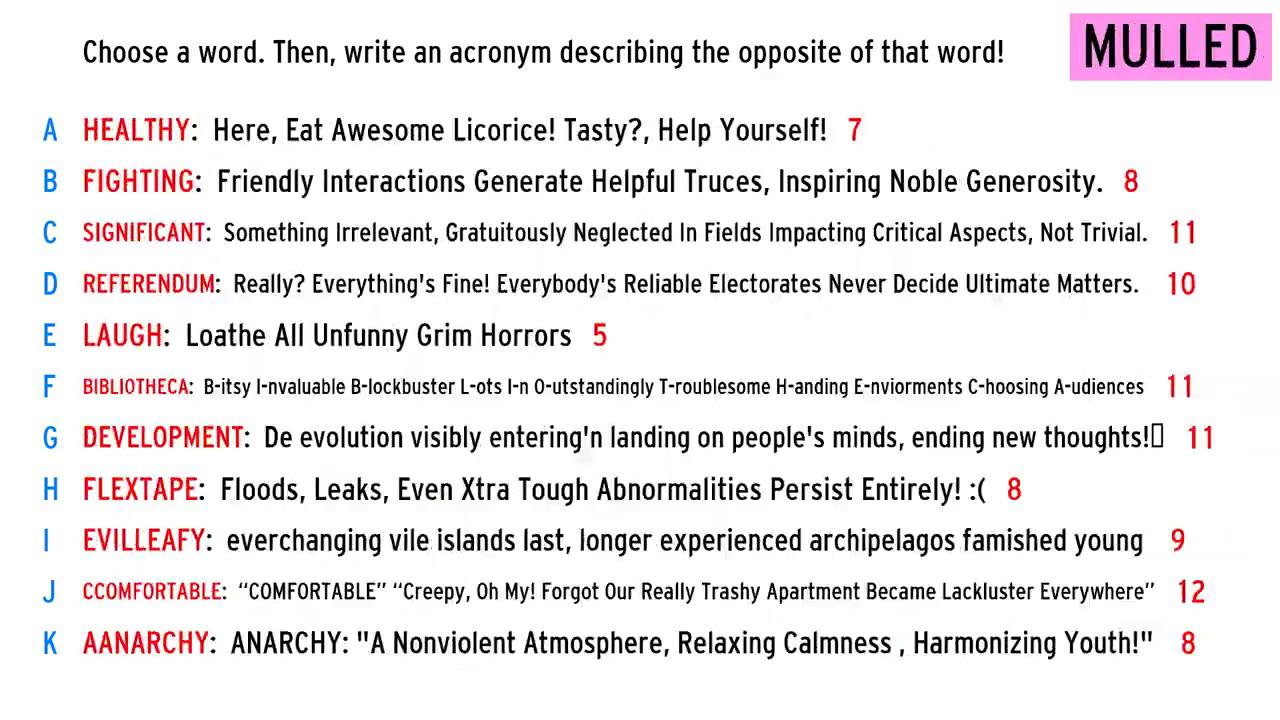 Choose a word. Then, write an acronym describing the opposite of that word!
MULLED
A HEALTHY: Here, Eat Awesome Licorice! Tasty?, Help Yourself! 7
B FIGHTING: Friendly Interactions Generate Helpful Truces, Inspiring Noble Generosity. 8
C SIGNIFICANT: Something Irrelevant, Gratuitously Neglected In Fields Impacting Critical Aspects, Not Trivial. 11
D REFERENDUM: Really? Everything's Fine! Everybody's Reliable Electorates Never Decide Ultimate Matters. 10
E LAUGH: Loathe All Unfunny Grim Horrors 5
F BIBLIOTHECA: B-itsy I-nvaluable B-lockbuster L-ots I-n O-utstandingly T-roublesome H-anding E-nviorments C-hoosing A-udiences 11
G DEVELOPMENT: De evolution visibly entering'n landing on people's minds, ending new thoughts!▯ 11
H FLEXTAPE: Floods, Leaks, Even Xtra Tough Abnormalities Persist Entirely! :( 8
I EVILLEAFY: everchanging vile islands last, longer experienced archipelagos famished young 9
J CCOMFORTABLE: “COMFORTABLE” “Creepy, Oh My! Forgot Our Really Trashy Apartment Became Lackluster Everywhere” 12
K AANARCHY: ANARCHY: "A Nonviolent Atmosphere, Relaxing Calmness , Harmonizing Youth!" 8